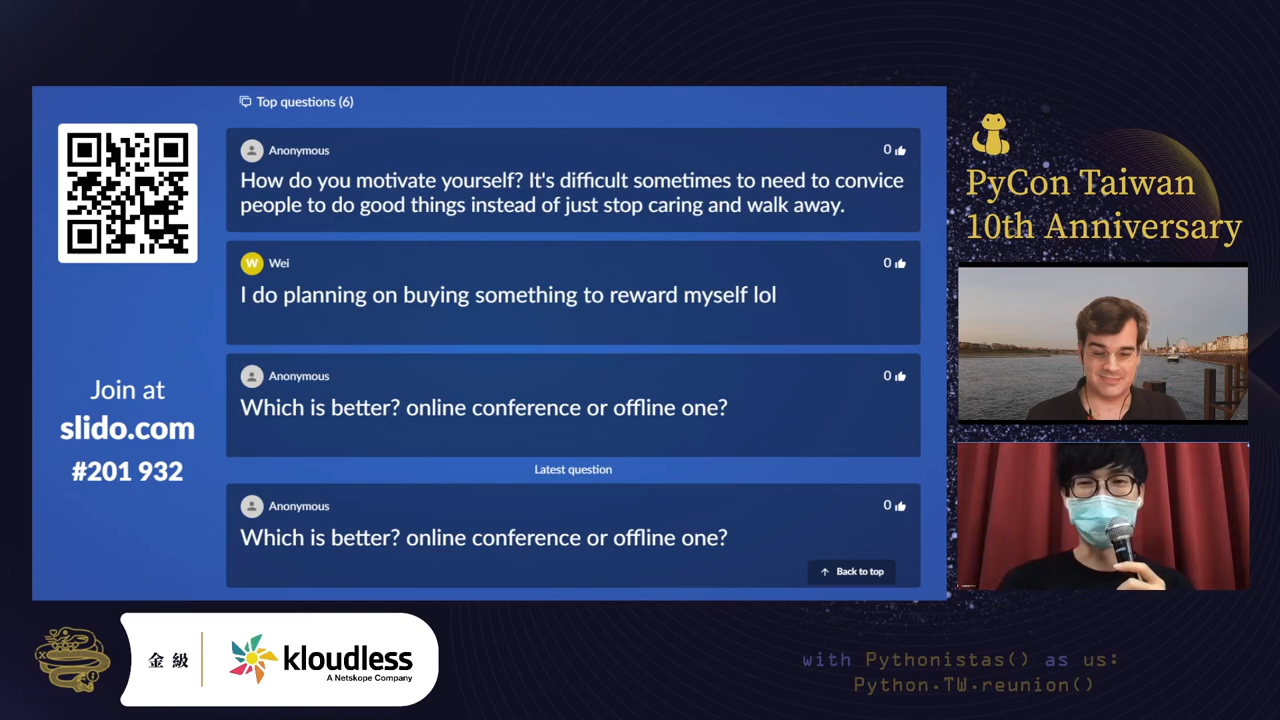 Top questions (6)
Anonymous
0
How do you motivate yourself? It's difficult sometimes to need to convice
people to do good things instead of just stop caring and walk away.
W Wei
0
I do planning on buying something to reward myself lol
Anonymous
0
Which is better? online conference or offline one?
Latest question
Anonymous
0
Which is better? online conference or offline one?
Back to top
Join at
slido.com
#201 932
PyCon Taiwan
10th Anniversary
金級
kloudless
A Netskope Company
with Pythonistas() as us:
Python.TW.reunion()